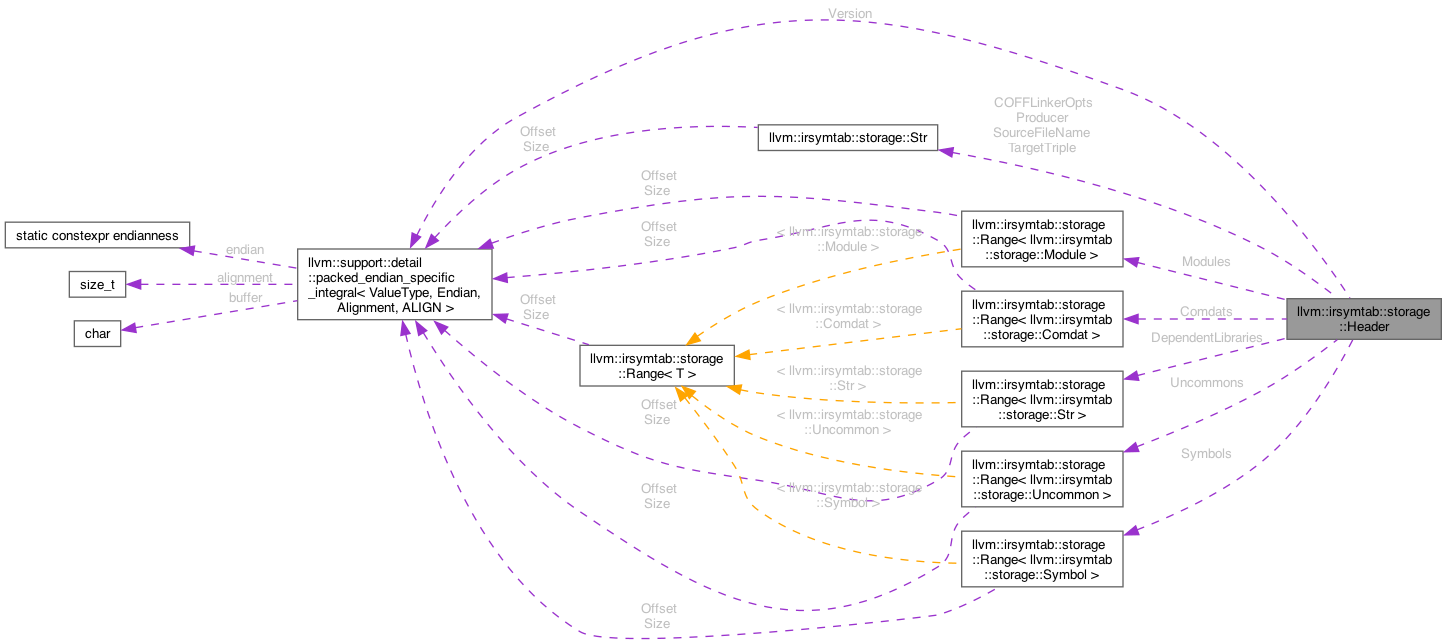 Version
COFFLinkerOpts
Producer
SourceFileName
TargetTriple
Offset
Size
llvm::irsymtab::storage::Str
Offset
Size
llvm::irsymtab::storage
::Range< llvm::irsymtab
::storage::Module >
Offset
Size
< llvm::irsymtab::storage
::Module >
static constexpr endianness
endian
llvm::support::detail
::packed_endian_specific
_integral< ValueType, Endian,
Alignment, ALIGN >
Modules
size_t
alignment
buffer
char
Offset
Size
< llvm::irsymtab::storage
::Comdat >
llvm::irsymtab::storage
::Range< llvm::irsymtab
::storage::Comdat >
Comdats
llvm::irsymtab::storage
::Header
DependentLibraries
llvm::irsymtab::storage
::Range< T >
< llvm::irsymtab::storage
::Str >
llvm::irsymtab::storage
::Range< llvm::irsymtab
::storage::Str >
Uncommons
Offset
Size
< llvm::irsymtab::storage
::Uncommon >
llvm::irsymtab::storage
::Range< llvm::irsymtab
::storage::Uncommon >
Symbols
Offset
Size
< llvm::irsymtab::storage
::Symbol >
llvm::irsymtab::storage
::Range< llvm::irsymtab
::storage::Symbol >
Offset
Size